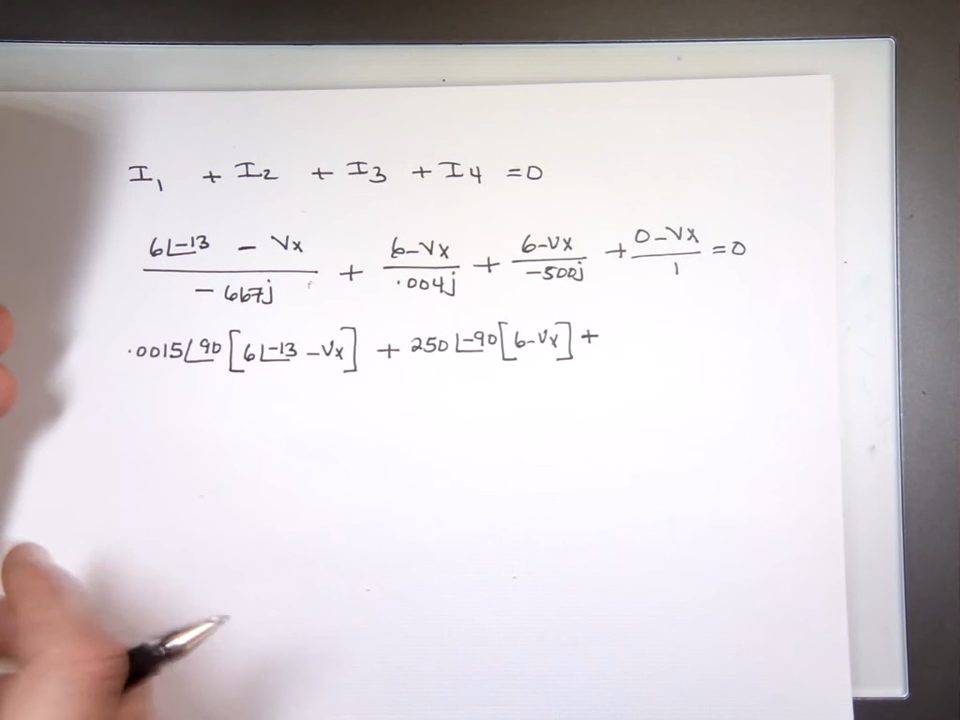 I₁ + I₂ + I₃ + I₄ = 0
(6∠-13 - Vx)/(-667j) + (6-Vx)/(.004j) + (6-Vx)/(-500j) + (0-Vx)/1 = 0
.0015∠90 [6∠-13 - Vx] + 250∠-90 [6-Vx] +